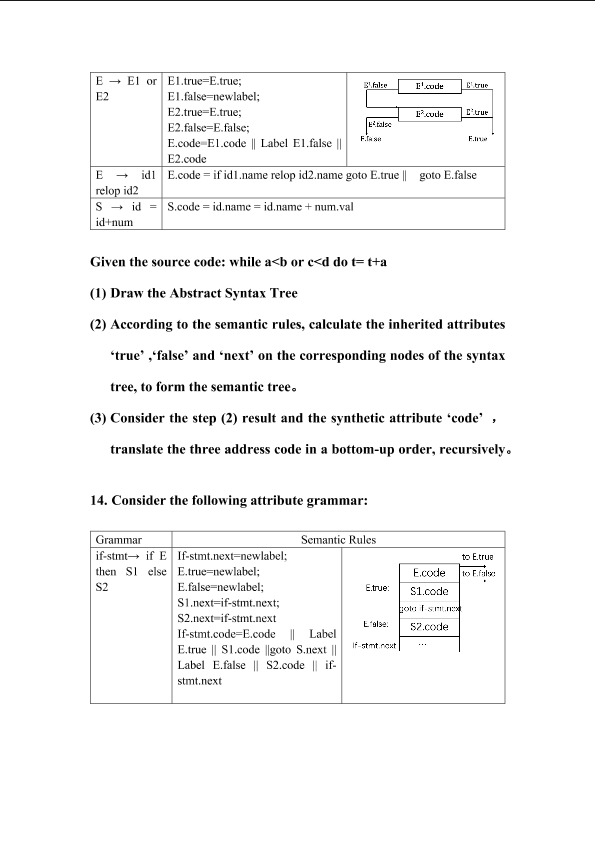 E → E1 or
E2
E1.true=E.true;
E1.false=newlabel;
E2.true=E.true;
E2.false=E.false;
E.code=E1.code || Label E1.false ||
E2.code
E¹.false E¹.code E¹.true
E².code E².true
E².false
E.false E.true
E → id1
relop id2
E.code = if id1.name relop id2.name goto E.true || goto E.false
S → id =
id+num
S.code = id.name = id.name + num.val
Given the source code: while a<b or c<d do t= t+a
(1) Draw the Abstract Syntax Tree
(2) According to the semantic rules, calculate the inherited attributes
‘true’ ,‘false’ and ‘next’ on the corresponding nodes of the syntax
tree, to form the semantic tree。
(3) Consider the step (2) result and the synthetic attribute ‘code’ ，
translate the three address code in a bottom-up order, recursively。
14. Consider the following attribute grammar:
Grammar Semantic Rules
if-stmt→ if E
then S1 else
S2
If-stmt.next=newlabel;
E.true=newlabel;
E.false=newlabel;
S1.next=if-stmt.next;
S2.next=if-stmt.next
If-stmt.code=E.code || Label
E.true || S1.code ||goto S.next ||
Label E.false || S2.code || if-
stmt.next
to E.true
E.code to E.false
E.true: S1.code
goto if-stmt.next
E.false: S2.code
If-stmt.next ...